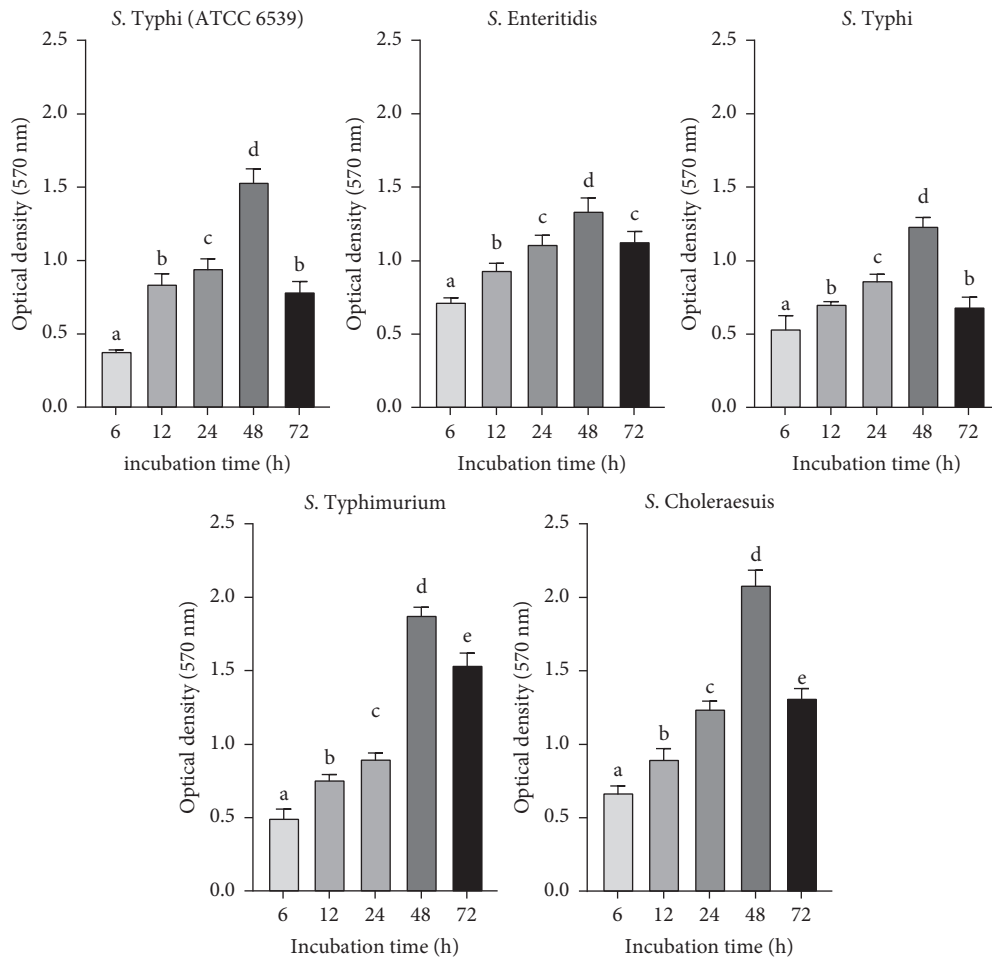 S. Typhi (ATCC 6539)
2.5
2.0
1.5
1.0
0.5
0.0
Optical density (570 nm)
a
b
c
d
b
6 12 24 48 72
incubation time (h)
S. Enteritidis
2.5
2.0
1.5
1.0
0.5
0.0
Optical density (570 nm)
a
b
c
d
c
6 12 24 48 72
Incubation time (h)
S. Typhi
2.5
2.0
1.5
1.0
0.5
0.0
Optical density (570 nm)
a
b
c
d
b
6 12 24 48 72
Incubation time (h)
S. Typhimurium
2.5
2.0
1.5
1.0
0.5
0.0
Optical density (570 nm)
a
b
c
d
e
6 12 24 48 72
Incubation time (h)
S. Choleraesuis
2.5
2.0
1.5
1.0
0.5
0.0
Optical density (570 nm)
a
b
c
d
e
6 12 24 48 72
Incubation time (h)